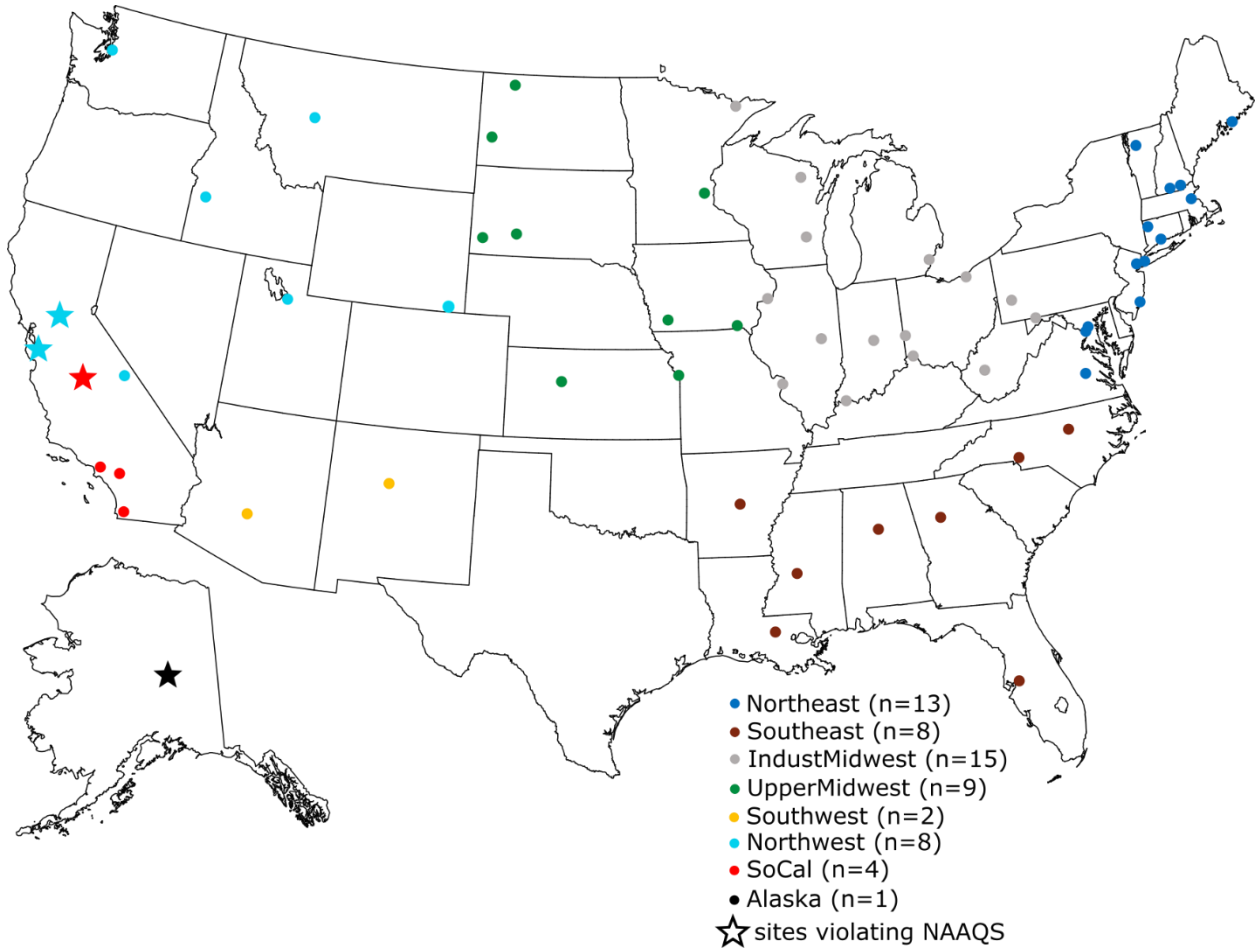 Northeast (n=13)
Southeast (n=8)
IndustMidwest (n=15)
UpperMidwest (n=9)
Southwest (n=2)
Northwest (n=8)
SoCal (n=4)
Alaska (n=1)
sites violating NAAQS